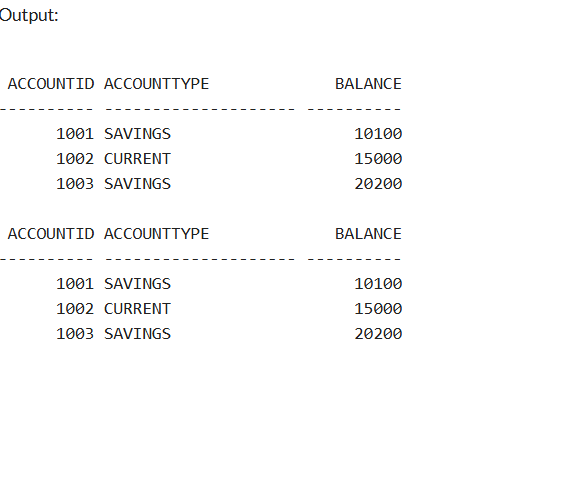 Output:
ACCOUNTID ACCOUNTTYPE             BALANCE
---------- -------------------- ----------
      1001 SAVINGS                   10100
      1002 CURRENT                   15000
      1003 SAVINGS                   20200
ACCOUNTID ACCOUNTTYPE             BALANCE
---------- -------------------- ----------
      1001 SAVINGS                   10100
      1002 CURRENT                   15000
      1003 SAVINGS                   20200